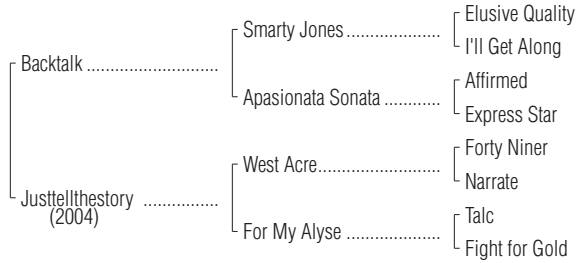 Elusive Quality
Smarty Jones ....................
I'll Get Along
Backtalk ............................
Affirmed
Apasionata Sonata ............
Express Star
Forty Niner
West Acre..........................
Narrate
Justtellthestory ................
(2004)
Talc
For My Alyse ....................
Fight for Gold